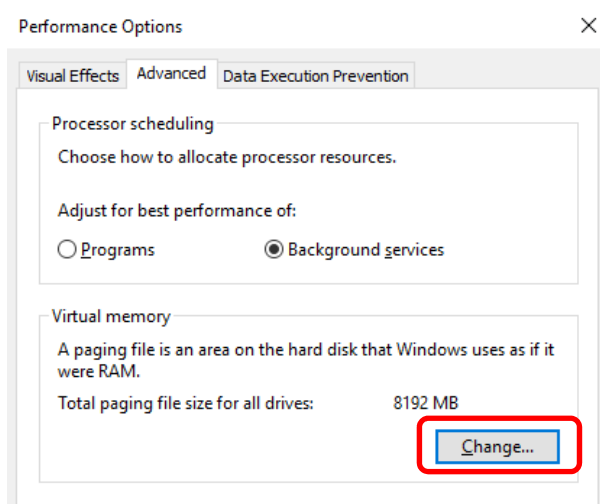 Performance Options
Visual Effects
Advanced
Data Execution Prevention
Processor scheduling
Choose how to allocate processor resources.
Adjust for best performance of:
Programs
Background services
Virtual memory
A paging file is an area on the hard disk that Windows uses as if it
were RAM.
Total paging file size for all drives:
8192 MB
Change...